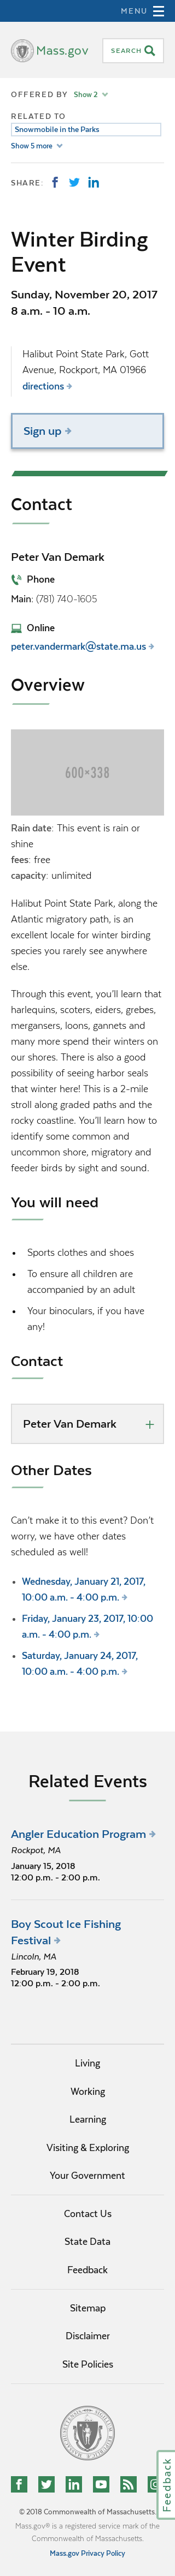 MENU
Mass.gov
SEARCH
OFFERED BY Show 2
RELATED TO
Snowmobile in the Parks
Show 5 more
SHARE:
Winter Birding
Event
Sunday, November 20, 2017
8 a.m. - 10 a.m.
Halibut Point State Park, Gott
Avenue, Rockport, MA 01966
directions
Sign up
Contact
Peter Van Demark
Phone
Main: (781) 740-1605
Online
peter.vandermark@state.ma.us
Overview
600×338
Rain date: This event is rain or
shine
fees: free
capacity: unlimited
Halibut Point State Park, along the
Atlantic migratory path, is an
excellent locale for winter birding
species you rarely see anywhere
else.
Through this event, you'll learn that
harlequins, scoters, eiders, grebes,
mergansers, loons, gannets and
many more spend their winters on
our shores. There is also a good
possibility of seeing harbor seals
that winter here! This is a 2-mile
stroll along graded paths and the
rocky coastline. You'll learn how to
identify some common and
uncommon shore, migratory and
feeder birds by sight and sound.
You will need
• Sports clothes and shoes
• To ensure all children are
accompanied by an adult
• Your binoculars, if you have
any!
Contact
Peter Van Demark +
Other Dates
Can't make it to this event? Don't
worry, we have other dates
scheduled as well!
• Wednesday, January 21, 2017,
10:00 a.m. - 4:00 p.m.
• Friday, January 23, 2017, 10:00
a.m. - 4:00 p.m.
• Saturday, January 24, 2017,
10:00 a.m. - 4:00 p.m.
Related Events
Angler Education Program
Rockpot, MA
January 15, 2018
12:00 p.m. - 2:00 p.m.
Boy Scout Ice Fishing
Festival
Lincoln, MA
February 19, 2018
12:00 p.m. - 2:00 p.m.
Living
Working
Learning
Visiting & Exploring
Your Government
Contact Us
State Data
Feedback
Sitemap
Disclaimer
Site Policies
Feedback
© 2018 Commonwealth of Massachusetts.
Mass.gov® is a registered service mark of the
Commonwealth of Massachusetts.
Mass.gov Privacy Policy